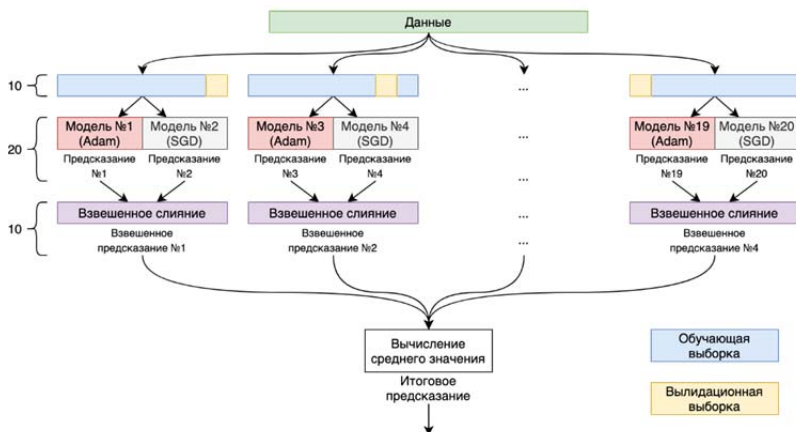 Данные
10
...
Модель №1 (Adam)
Модель №2 (SGD)
Модель №3 (Adam)
Модель №4 (SGD)
...
Модель №19 (Adam)
Модель №20 (SGD)
20
Предсказание №1
Предсказание №2
Предсказание №3
Предсказание №4
...
Предсказание №19
Предсказание №20
10
Взвешенное слияние
Взвешенное слияние
...
Взвешенное слияние
Взвешенное предсказание №1
Взвешенное предсказание №2
...
Взвешенное предсказание №4
Вычисление среднего значения
Итоговое предсказание
Обучающая выборка
Вылидационная выборка